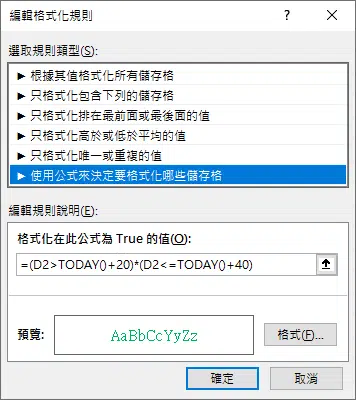 編輯格式化規則
?
選取規則類型(S):
► 根據其值格式化所有儲存格
► 只格式化包含下列的儲存格
► 只格式化排在最前面或最後面的值
► 只格式化高於或低於平均的值
► 只格式化唯一或重複的值
► 使用公式來決定要格式化哪些儲存格
編輯規則說明(E):
格式化在此公式為 True 的值(O):
=(D2>TODAY()+20)*(D2<=TODAY()+40)
預覽:
AaBbCcYyZz
格式(F)...
確定
取消